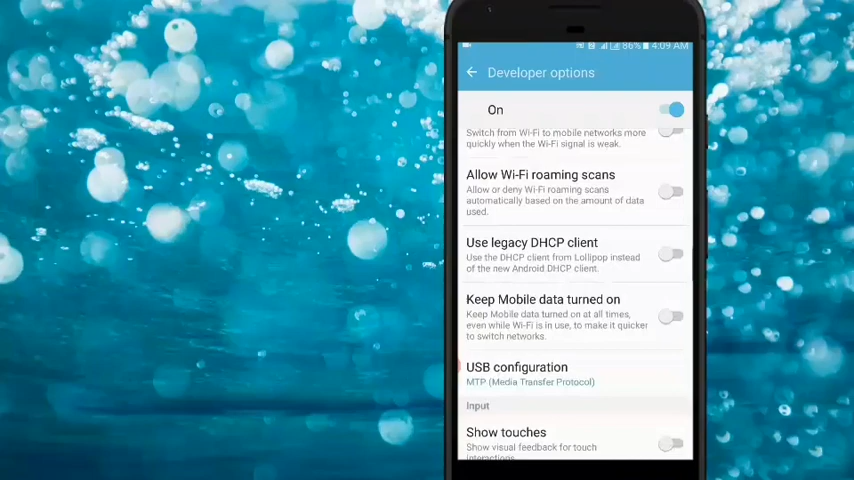 86% 4:09 AM
Developer options
On
Switch from Wi-Fi to mobile networks more
quickly when the Wi-Fi signal is weak.
Allow Wi-Fi roaming scans
Allow or deny Wi-Fi roaming scans
automatically based on the amount of data
used.
Use legacy DHCP client
Use the DHCP client from Lollipop instead
of the new Android DHCP client.
Keep Mobile data turned on
Keep Mobile data turned on at all times,
even while Wi-Fi is in use, to make it quicker
to switch networks.
USB configuration
MTP (Media Transfer Protocol)
Input
Show touches
Show visual feedback for touch
interactions.